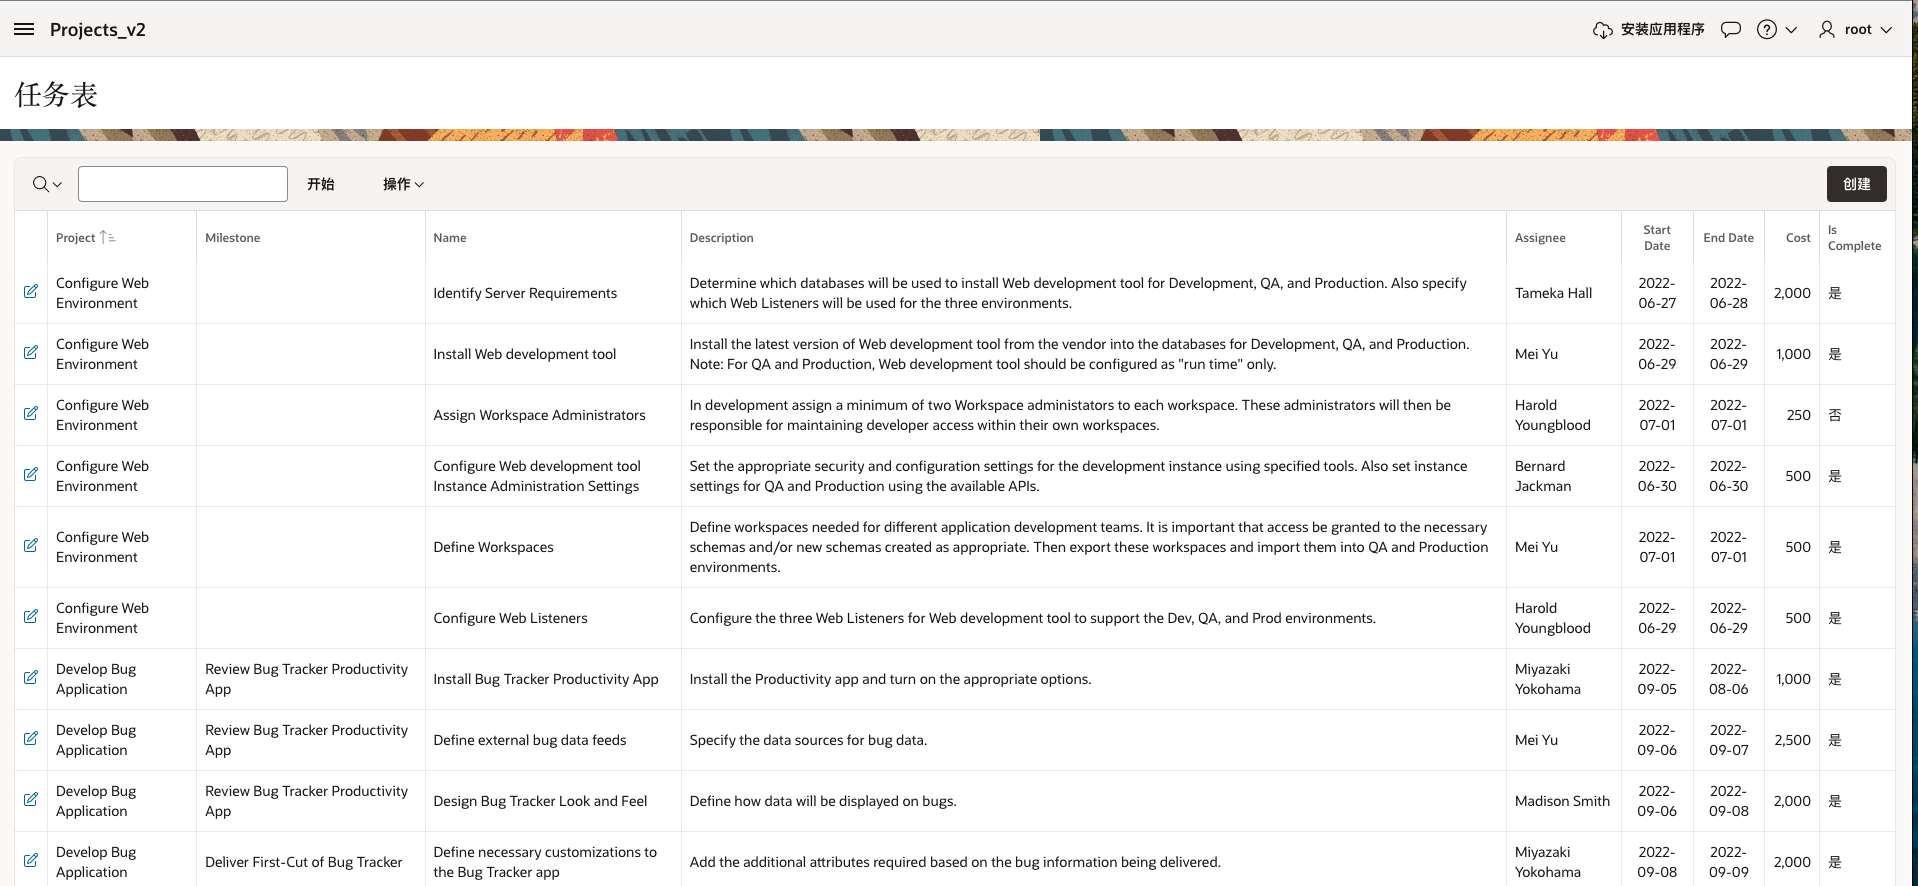 Projects_v2
安装应用程序
root
任务表
开始
操作
创建
Project
Milestone
Name
Description
Assignee
Start
Date
End Date
Cost
Is
Complete
Configure Web
Environment
Identify Server Requirements
Determine which databases will be used to install Web development tool for Development, QA, and Production. Also specify
which Web Listeners will be used for the three environments.
Tameka Hall
2022-
06-27
2022-
06-28
2,000
是
Configure Web
Environment
Install Web development tool
Install the latest version of Web development tool from the vendor into the databases for Development, QA, and Production.
Note: For QA and Production, Web development tool should be configured as "run time" only.
Mei Yu
2022-
06-29
2022-
06-29
1,000
是
Configure Web
Environment
Assign Workspace Administrators
In development assign a minimum of two Workspace administators to each workspace. These administrators will then be
responsible for maintaining developer access within their own workspaces.
Harold
Youngblood
2022-
07-01
2022-
07-01
250
否
Configure Web
Environment
Configure Web development tool
Instance Administration Settings
Set the appropriate security and configuration settings for the development instance using specified tools. Also set instance
settings for QA and Production using the available APIs.
Bernard
Jackman
2022-
06-30
2022-
06-30
500
是
Configure Web
Environment
Define Workspaces
Define workspaces needed for different application development teams. It is important that access be granted to the necessary
schemas and/or new schemas created as appropriate. Then export these workspaces and import them into QA and Production
environments.
Mei Yu
2022-
07-01
2022-
07-01
500
是
Configure Web
Environment
Configure Web Listeners
Configure the three Web Listeners for Web development tool to support the Dev, QA, and Prod environments.
Harold
Youngblood
2022-
06-29
2022-
06-29
500
是
Develop Bug
Application
Review Bug Tracker Productivity
App
Install Bug Tracker Productivity App
Install the Productivity app and turn on the appropriate options.
Miyazaki
Yokohama
2022-
09-05
2022-
08-06
1,000
是
Develop Bug
Application
Review Bug Tracker Productivity
App
Define external bug data feeds
Specify the data sources for bug data.
Mei Yu
2022-
09-06
2022-
09-07
2,500
是
Develop Bug
Application
Review Bug Tracker Productivity
App
Design Bug Tracker Look and Feel
Define how data will be displayed on bugs.
Madison Smith
2022-
09-06
2022-
09-08
2,000
是
Develop Bug
Application
Deliver First-Cut of Bug Tracker
Define necessary customizations to
the Bug Tracker app
Add the additional attributes required based on the bug information being delivered.
Miyazaki
Yokohama
2022-
09-08
2022-
09-09
2,000
是